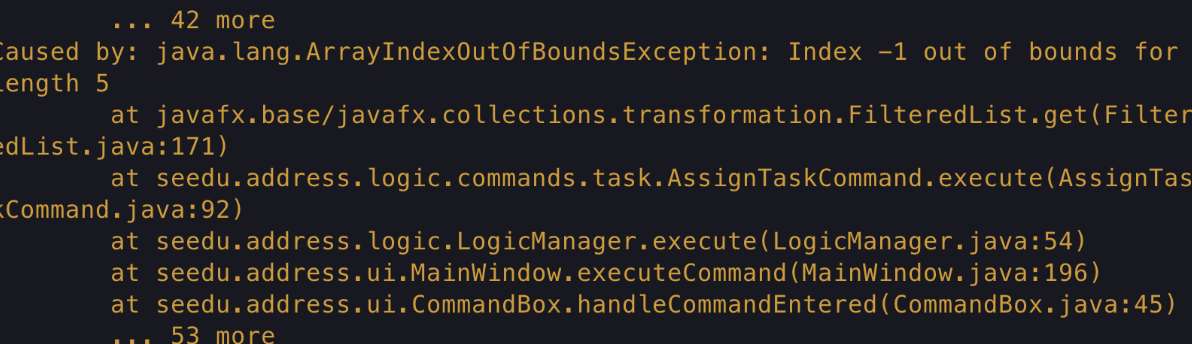 ... 42 more
Caused by: java.lang.ArrayIndexOutOfBoundsException: Index -1 out of bounds for
length 5
at javafx.base/javafx.collections.transformation.FilteredList.get(Filter
edList.java:171)
at seedu.address.logic.commands.task.AssignTaskCommand.execute(AssignTas
kCommand.java:92)
at seedu.address.logic.LogicManager.execute(LogicManager.java:54)
at seedu.address.ui.MainWindow.executeCommand(MainWindow.java:196)
at seedu.address.ui.CommandBox.handleCommandEntered(CommandBox.java:45)
... 53 more